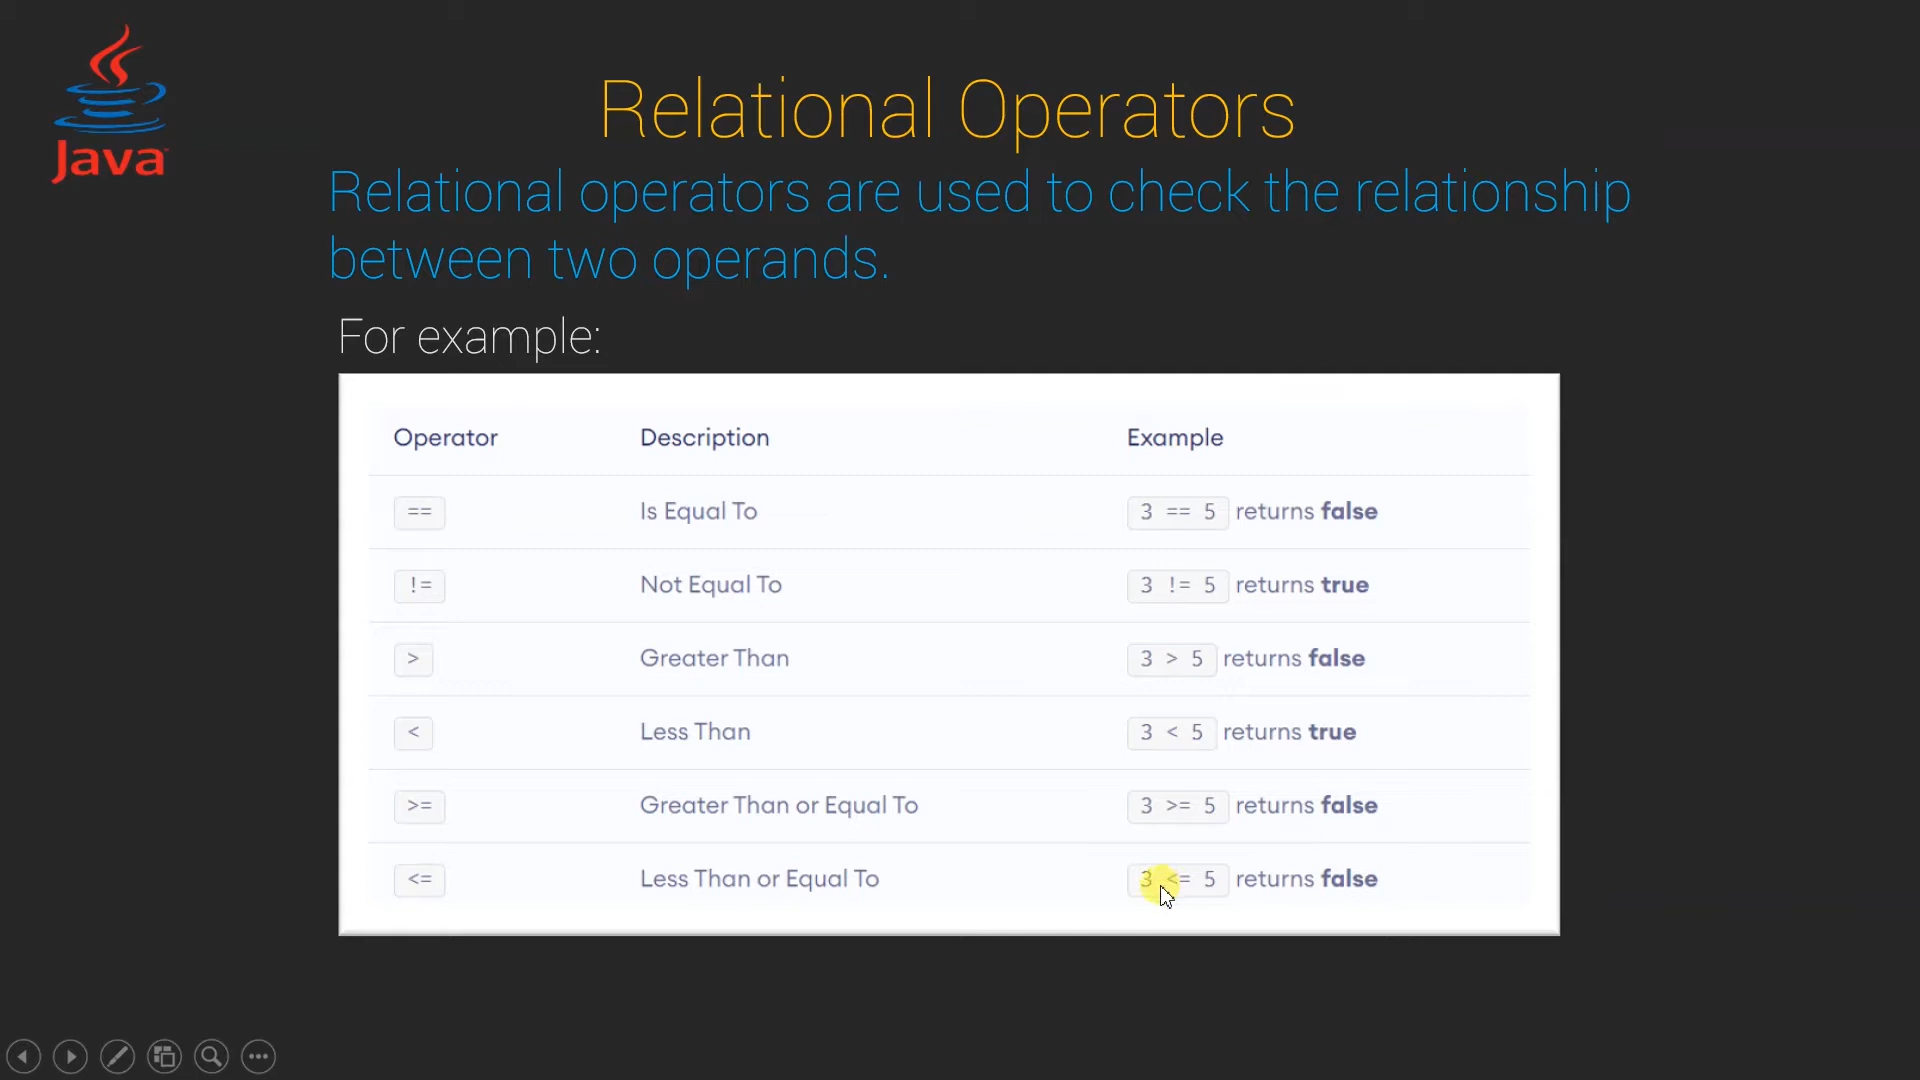 Java
Relational Operators
Relational operators are used to check the relationship
between two operands.
For example:
Operator Description Example
== Is Equal To 3 == 5 returns false
!= Not Equal To 3 != 5 returns true
> Greater Than 3 > 5 returns false
< Less Than 3 < 5 returns true
>= Greater Than or Equal To 3 >= 5 returns false
<= Less Than or Equal To 3 <= 5 returns false